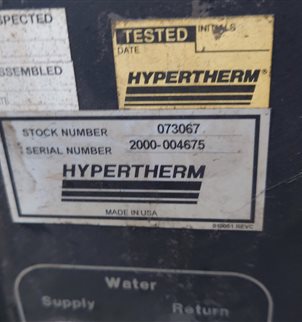 SPECTED
SSEMBLED
DATE
TESTED INITIALS
DATE
HYPERTHERM®
STOCK NUMBER 073067
SERIAL NUMBER 2000-004675
HYPERTHERM
MADE IN USA
Water
Supply Return